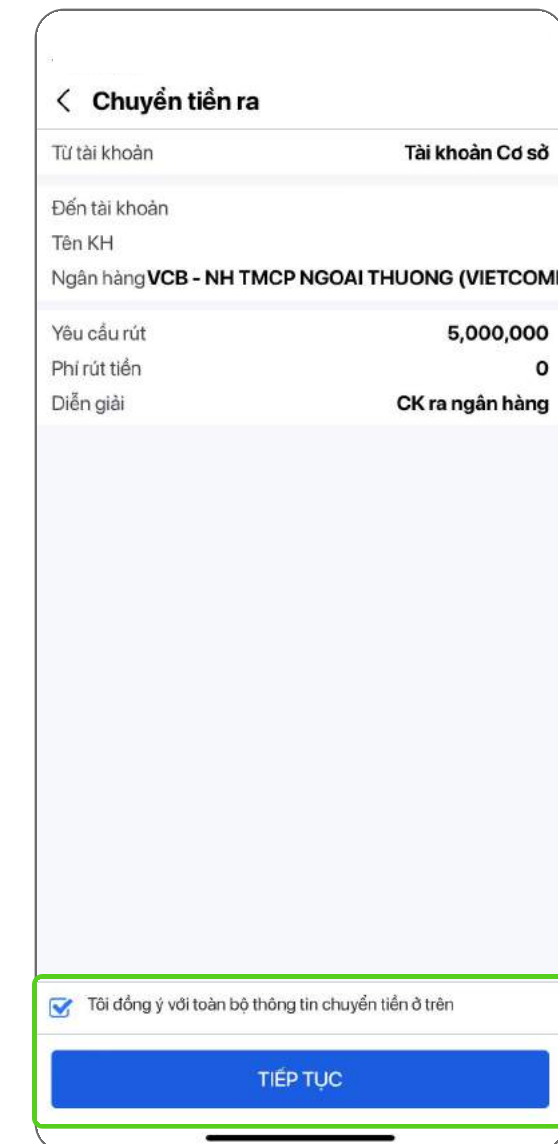 Chuyển tiền ra
Từ tài khoản Tài khoản Cơ sở
Đến tài khoản
Tên KH
Ngân hàng VCB - NH TMCP NGOAI THUONG (VIETCOM
Yêu cầu rút 5,000,000
Phí rút tiền 0
Diễn giải CK ra ngân hàng
Tôi đồng ý với toàn bộ thông tin chuyển tiền ở trên
TIẾP TỤC